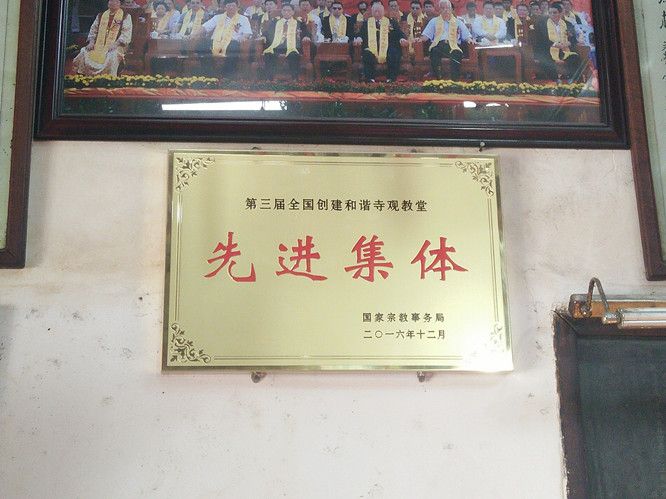 第三届全国创建和谐寺观教堂
先进集体
国家宗教事务局
二〇一六年十二月